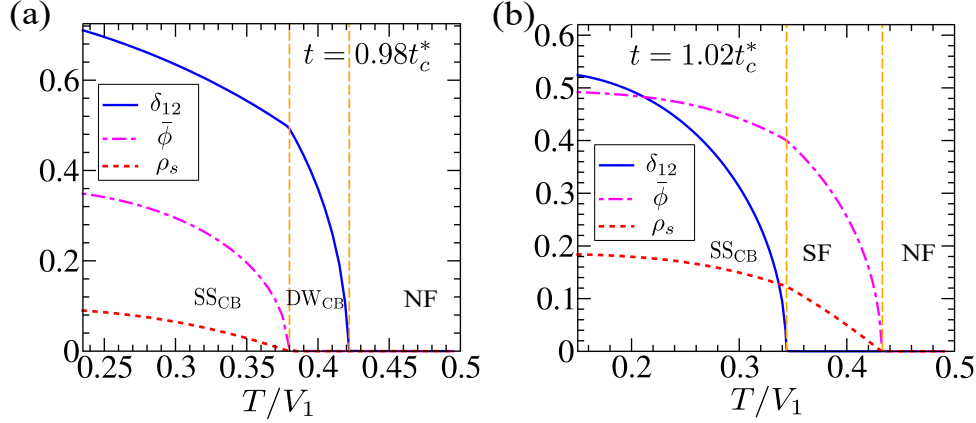 (a)
t = 0.98t*c
0.6
0.4
0.2
0
δ12
ϕ̄
ρs
SSCB
DWCB
NF
0.25 0.3 0.35 0.4 0.45 0.5
T/V1
(b)
t = 1.02t*c
0.6
0.5
0.4
0.3
0.2
0.1
0
δ12
ϕ̄
ρs
SSCB
SF
NF
0.2 0.3 0.4 0.5
T/V1